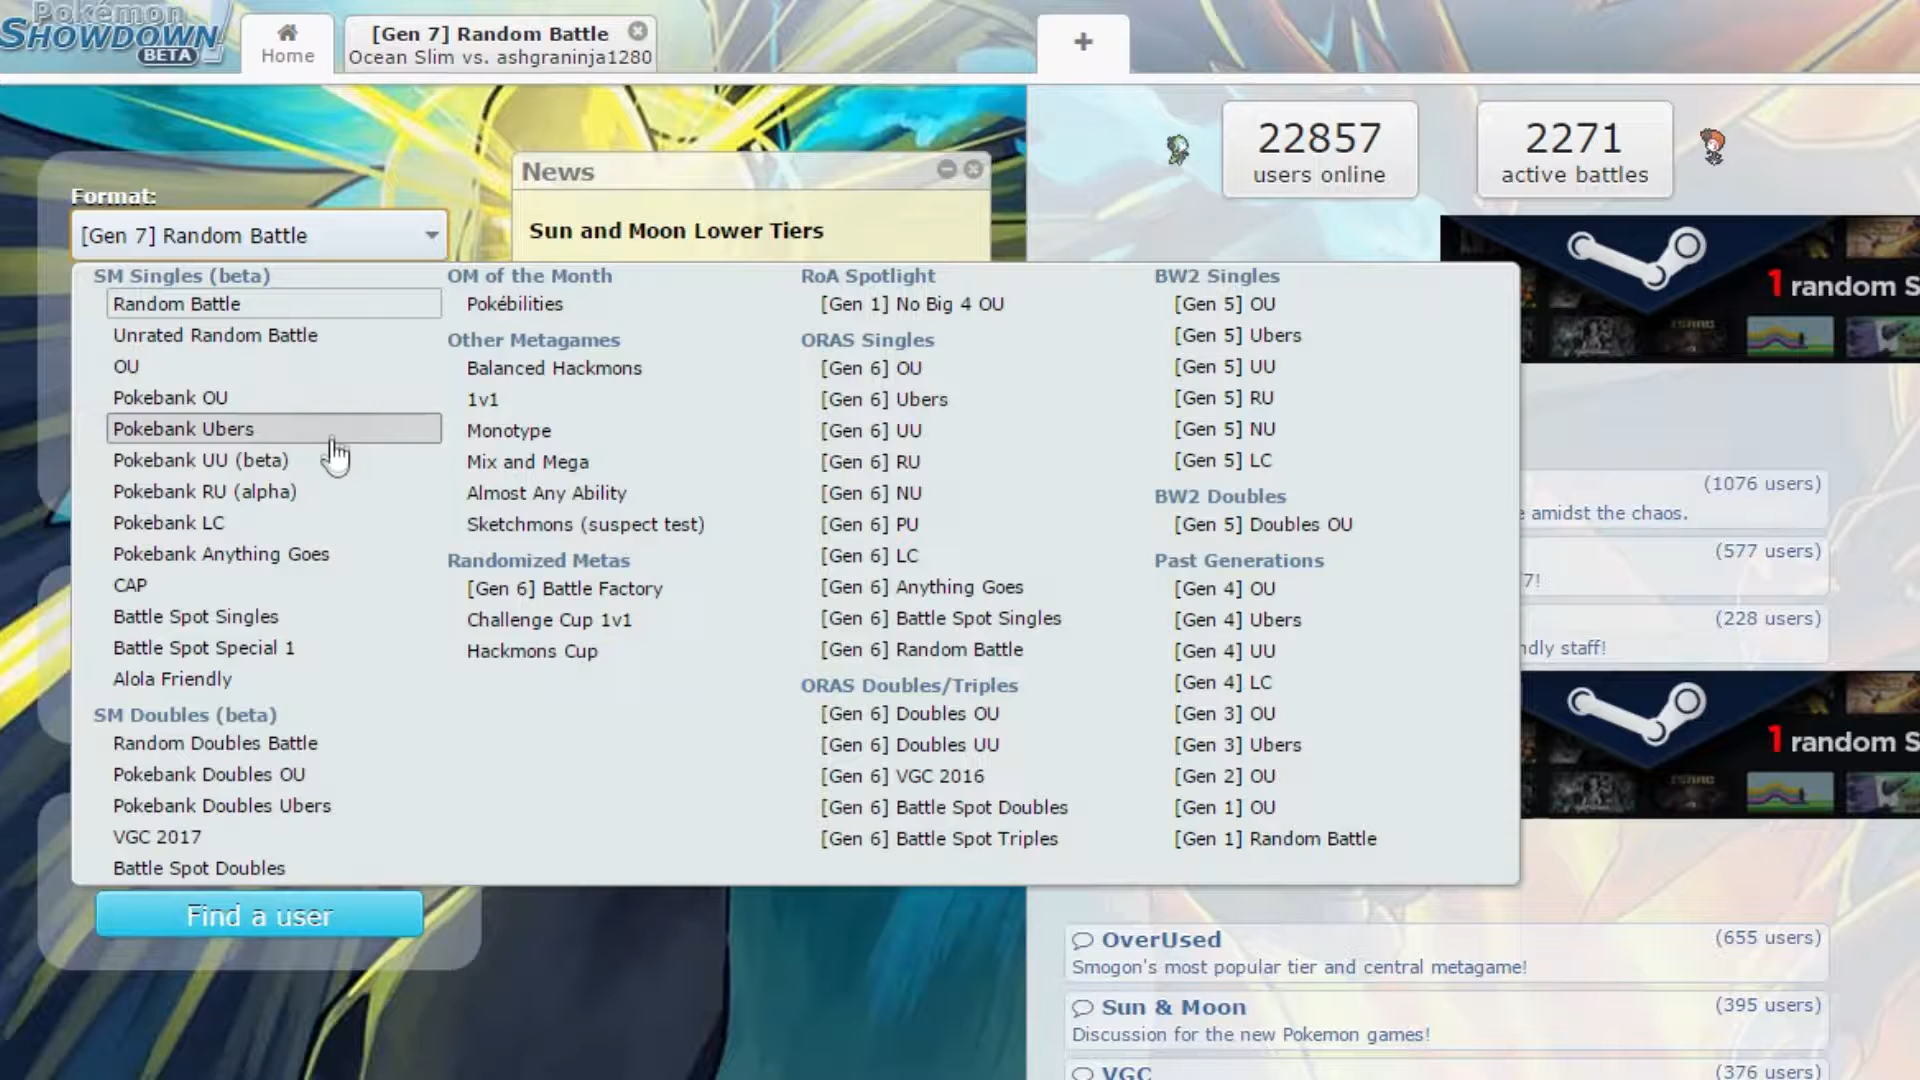 Pokémon
SHOWDOWN
BETA
Home
[Gen 7] Random Battle
Ocean Slim vs. ashgraninja1280
+
22857
users online
2271
active battles
Format:
[Gen 7] Random Battle
News
Sun and Moon Lower Tiers
SM Singles (beta)
Random Battle
Unrated Random Battle
OU
Pokebank OU
Pokebank Ubers
Pokebank UU (beta)
Pokebank RU (alpha)
Pokebank LC
Pokebank Anything Goes
CAP
Battle Spot Singles
Battle Spot Special 1
Alola Friendly
SM Doubles (beta)
Random Doubles Battle
Pokebank Doubles OU
Pokebank Doubles Ubers
VGC 2017
Battle Spot Doubles
OM of the Month
Pokébilities
Other Metagames
Balanced Hackmons
1v1
Monotype
Mix and Mega
Almost Any Ability
Sketchmons (suspect test)
Randomized Metas
[Gen 6] Battle Factory
Challenge Cup 1v1
Hackmons Cup
RoA Spotlight
[Gen 1] No Big 4 OU
ORAS Singles
[Gen 6] OU
[Gen 6] Ubers
[Gen 6] UU
[Gen 6] RU
[Gen 6] NU
[Gen 6] PU
[Gen 6] LC
[Gen 6] Anything Goes
[Gen 6] Battle Spot Singles
[Gen 6] Random Battle
ORAS Doubles/Triples
[Gen 6] Doubles OU
[Gen 6] Doubles UU
[Gen 6] VGC 2016
[Gen 6] Battle Spot Doubles
[Gen 6] Battle Spot Triples
BW2 Singles
[Gen 5] OU
[Gen 5] Ubers
[Gen 5] UU
[Gen 5] RU
[Gen 5] NU
[Gen 5] LC
BW2 Doubles
[Gen 5] Doubles OU
Past Generations
[Gen 4] OU
[Gen 4] Ubers
[Gen 4] UU
[Gen 4] LC
[Gen 3] OU
[Gen 3] Ubers
[Gen 2] OU
[Gen 1] OU
[Gen 1] Random Battle
Find a user
1 random S
(1076 users)
e amidst the chaos.
(577 users)
7!
(228 users)
ndly staff!
1 random S
OverUsed
(655 users)
Smogon's most popular tier and central metagame!
Sun & Moon
(395 users)
Discussion for the new Pokemon games!
VGC
(376 users)